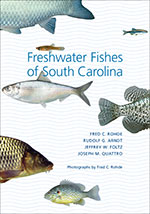 Freshwater Fishes
of South Carolina
FRED C. ROHDE
RUDOLF G. ARNDT
JEFFREY W. FOLTZ
JOSEPH M. QUATTRO
Photographs by Fred C. Rohde